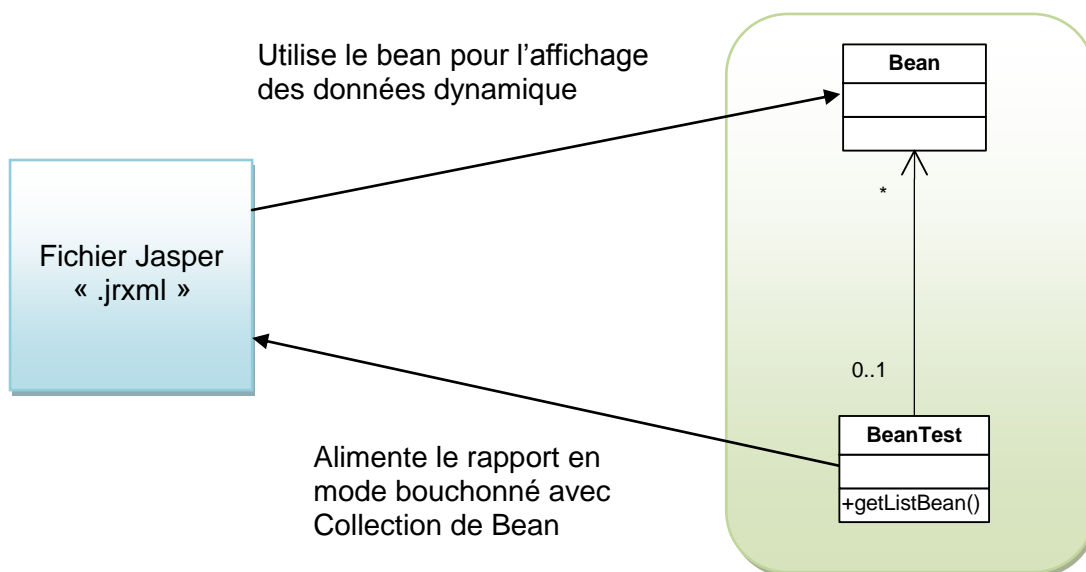 Utilise le bean pour l’affichage
des données dynamique
Bean
*
Fichier Jasper
« .jrxml »
0..1
BeanTest
+getListBean()
Alimente le rapport en
mode bouchonné avec
Collection de Bean